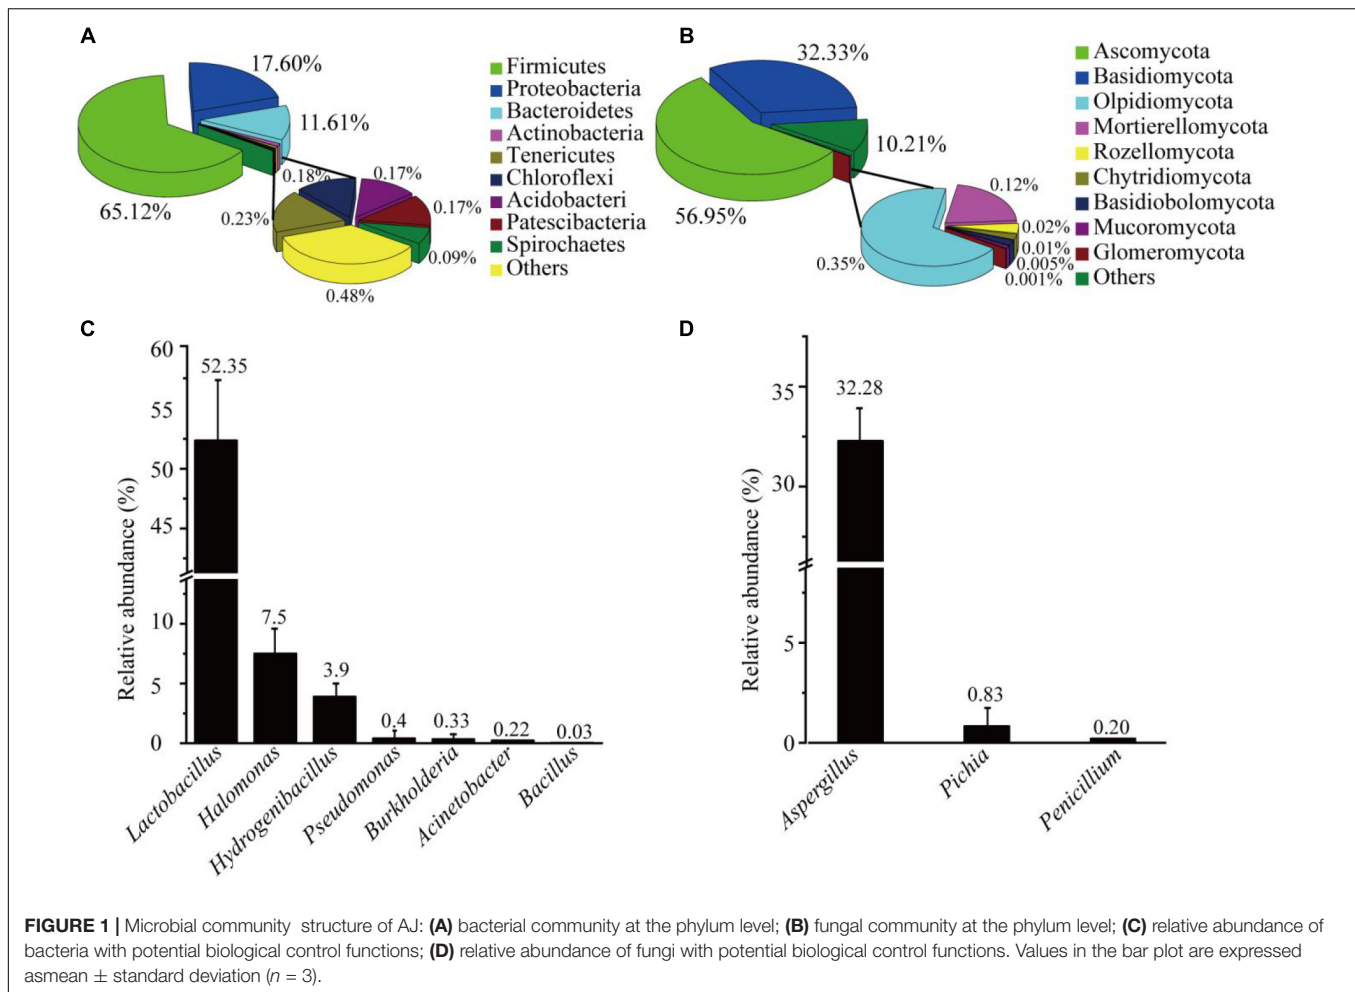 A
17.60%
11.61%
65.12%
0.18%
0.17%
0.23%
0.17%
0.09%
0.48%
Firmicutes
Proteobacteria
Bacteroidetes
Actinobacteria
Tenericutes
Chloroflexi
Acidobacteri
Patescibacteria
Spirochaetes
Others
B
32.33%
10.21%
56.95%
0.12%
0.02%
0.01%
0.005%
0.001%
0.35%
Ascomycota
Basidiomycota
Olpidiomycota
Mortierellomycota
Rozellomycota
Chytridiomycota
Basidiobolomycota
Mucoromycota
Glomeromycota
Others
C
Relative abundance (%)
60
55
50
45
10
5
0
52.35
7.5
3.9
0.4
0.33
0.22
0.03
Lactobacillus
Halomonas
Hydrogenibacillus
Pseudomonas
Burkholderia
Acinetobacter
Bacillus
D
Relative abundance (%)
35
30
5
0
32.28
0.83
0.20
Aspergillus
Pichia
Penicillium
FIGURE 1 | Microbial community structure of AJ: (A) bacterial community at the phylum level; (B) fungal community at the phylum level; (C) relative abundance of
bacteria with potential biological control functions; (D) relative abundance of fungi with potential biological control functions. Values in the bar plot are expressed
asmean ± standard deviation (n = 3).